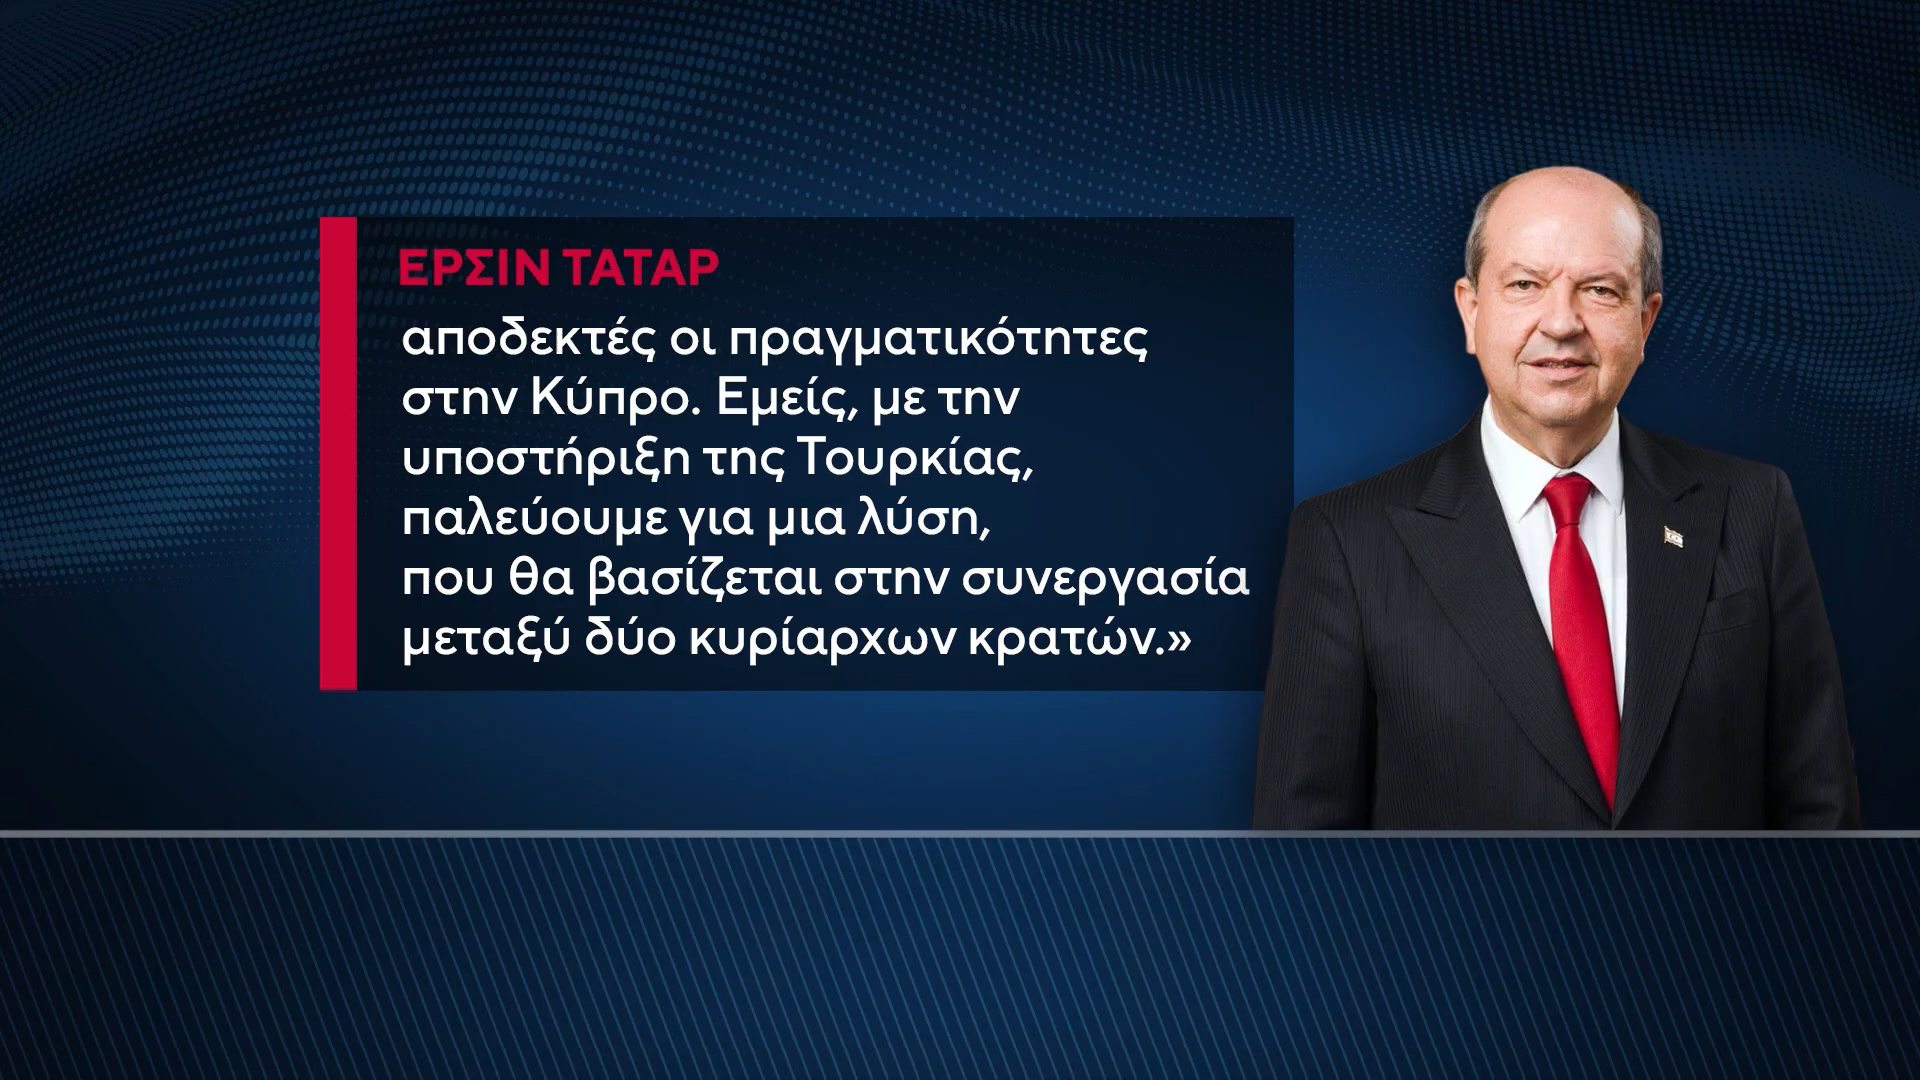 ΕΡΣΙΝ ΤΑΤΑΡ
αποδεκτές οι πραγματικότητες
στην Κύπρο. Εμείς, με την
υποστήριξη της Τουρκίας,
παλεύουμε για μια λύση,
που θα βασίζεται στην συνεργασία
μεταξύ δύο κυρίαρχων κρατών.»